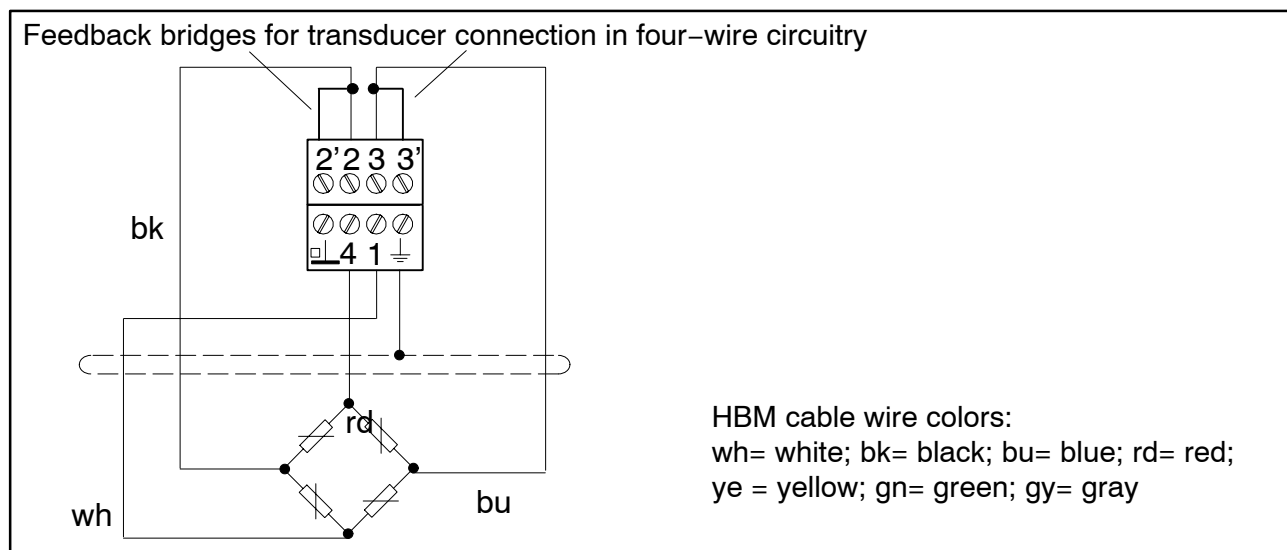 Feedback bridges for transducer connection in four−wire circuitry
2' 2 3 3'
bk
4 1
rd
HBM cable wire colors:
wh= white; bk= black; bu= blue; rd= red;
ye = yellow; gn= green; gy= gray
bu
wh